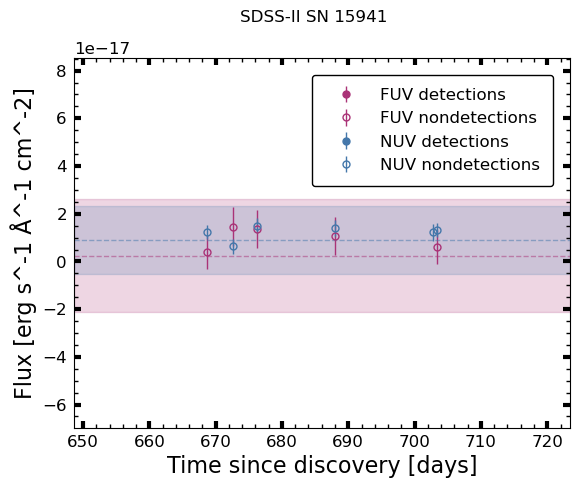 SDSS-II SN 15941
1e−17
FUV detections
FUV nondetections
NUV detections
NUV nondetections
8
6
4
2
0
−2
−4
−6
Flux [erg s^-1 Å^-1 cm^-2]
650 660 670 680 690 700 710 720
Time since discovery [days]